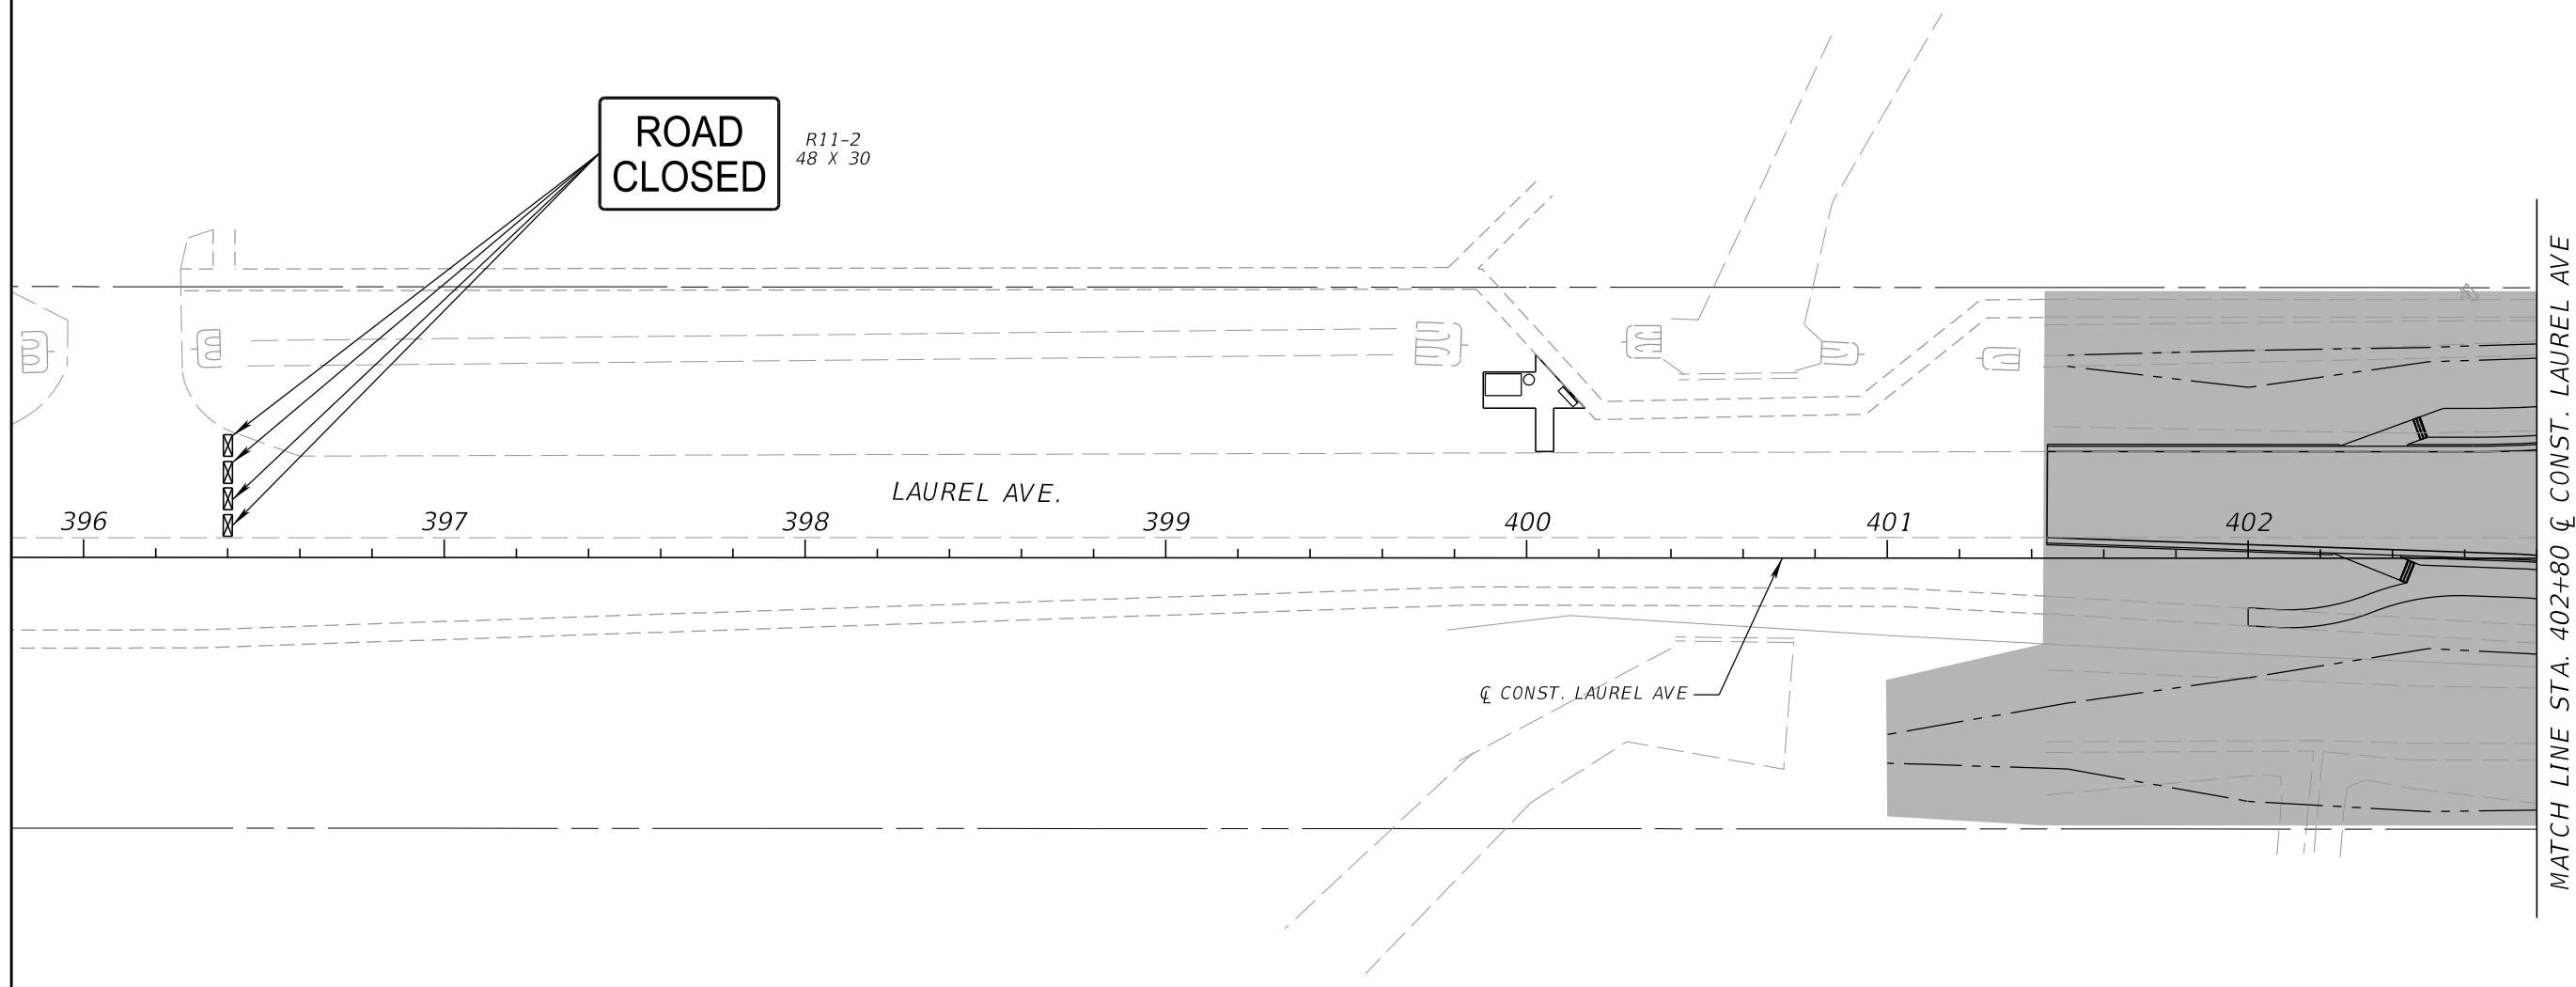 ROAD
CLOSED
R11-2
48 X 30
LAUREL AVE.
396
397
398
399
400
401
402
℄ CONST. LAUREL AVE
MATCH LINE STA. 402+80 ℄ CONST. LAUREL AVE